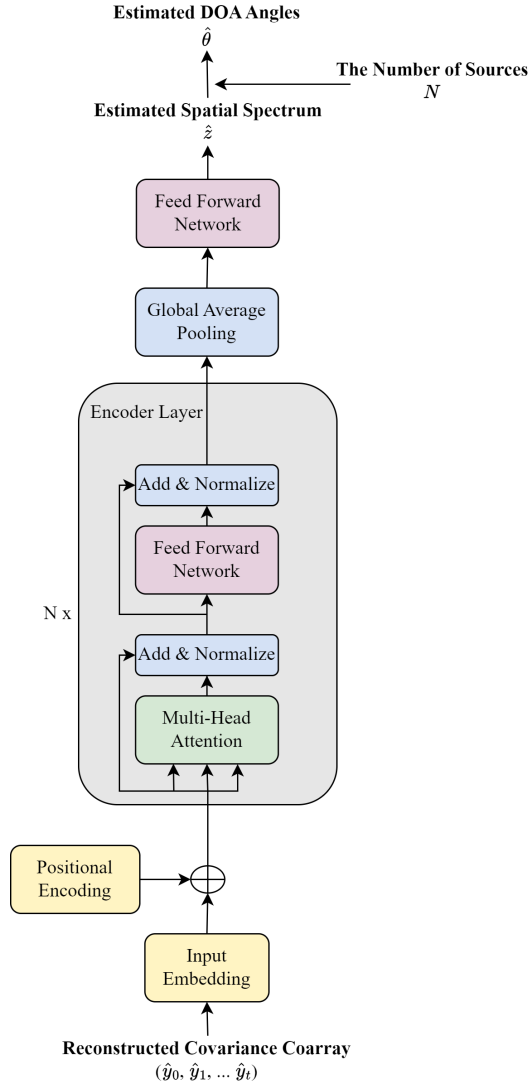 Estimated DOA Angles
θ̂
The Number of Sources
N
Estimated Spatial Spectrum
ẑ
Feed Forward
Network
Global Average
Pooling
Encoder Layer
Add & Normalize
Feed Forward
Network
N x
Add & Normalize
Multi-Head
Attention
Positional
Encoding
Input
Embedding
Reconstructed Covariance Coarray
(ŷ₀, ŷ₁, ... ŷₜ)